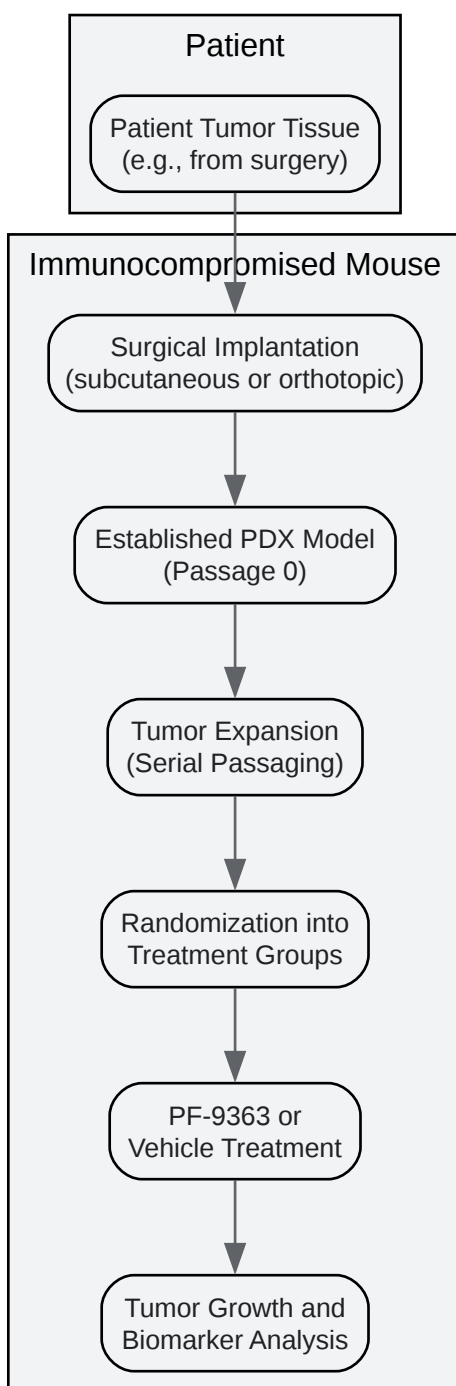 Patient
Patient Tumor Tissue
(e.g., from surgery)
Immunocompromised Mouse
Surgical Implantation
(subcutaneous or orthotopic)
Established PDX Model
(Passage 0)
Tumor Expansion
(Serial Passaging)
Randomization into
Treatment Groups
PF-9363 or
Vehicle Treatment
Tumor Growth and
Biomarker Analysis